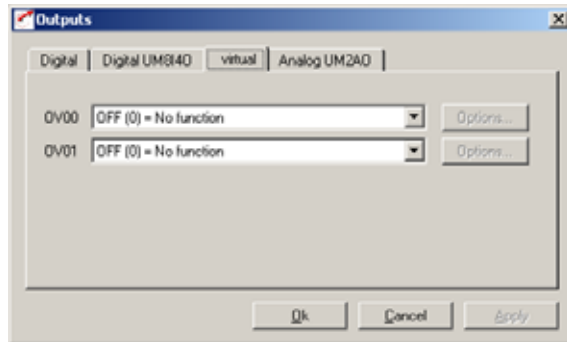 Outputs
Digital Digital UM8I4O virtual Analog UM2AO
OV00 OFF (0) = No function Options...
OV01 OFF (0) = No function Options...
Ok Cancel Apply